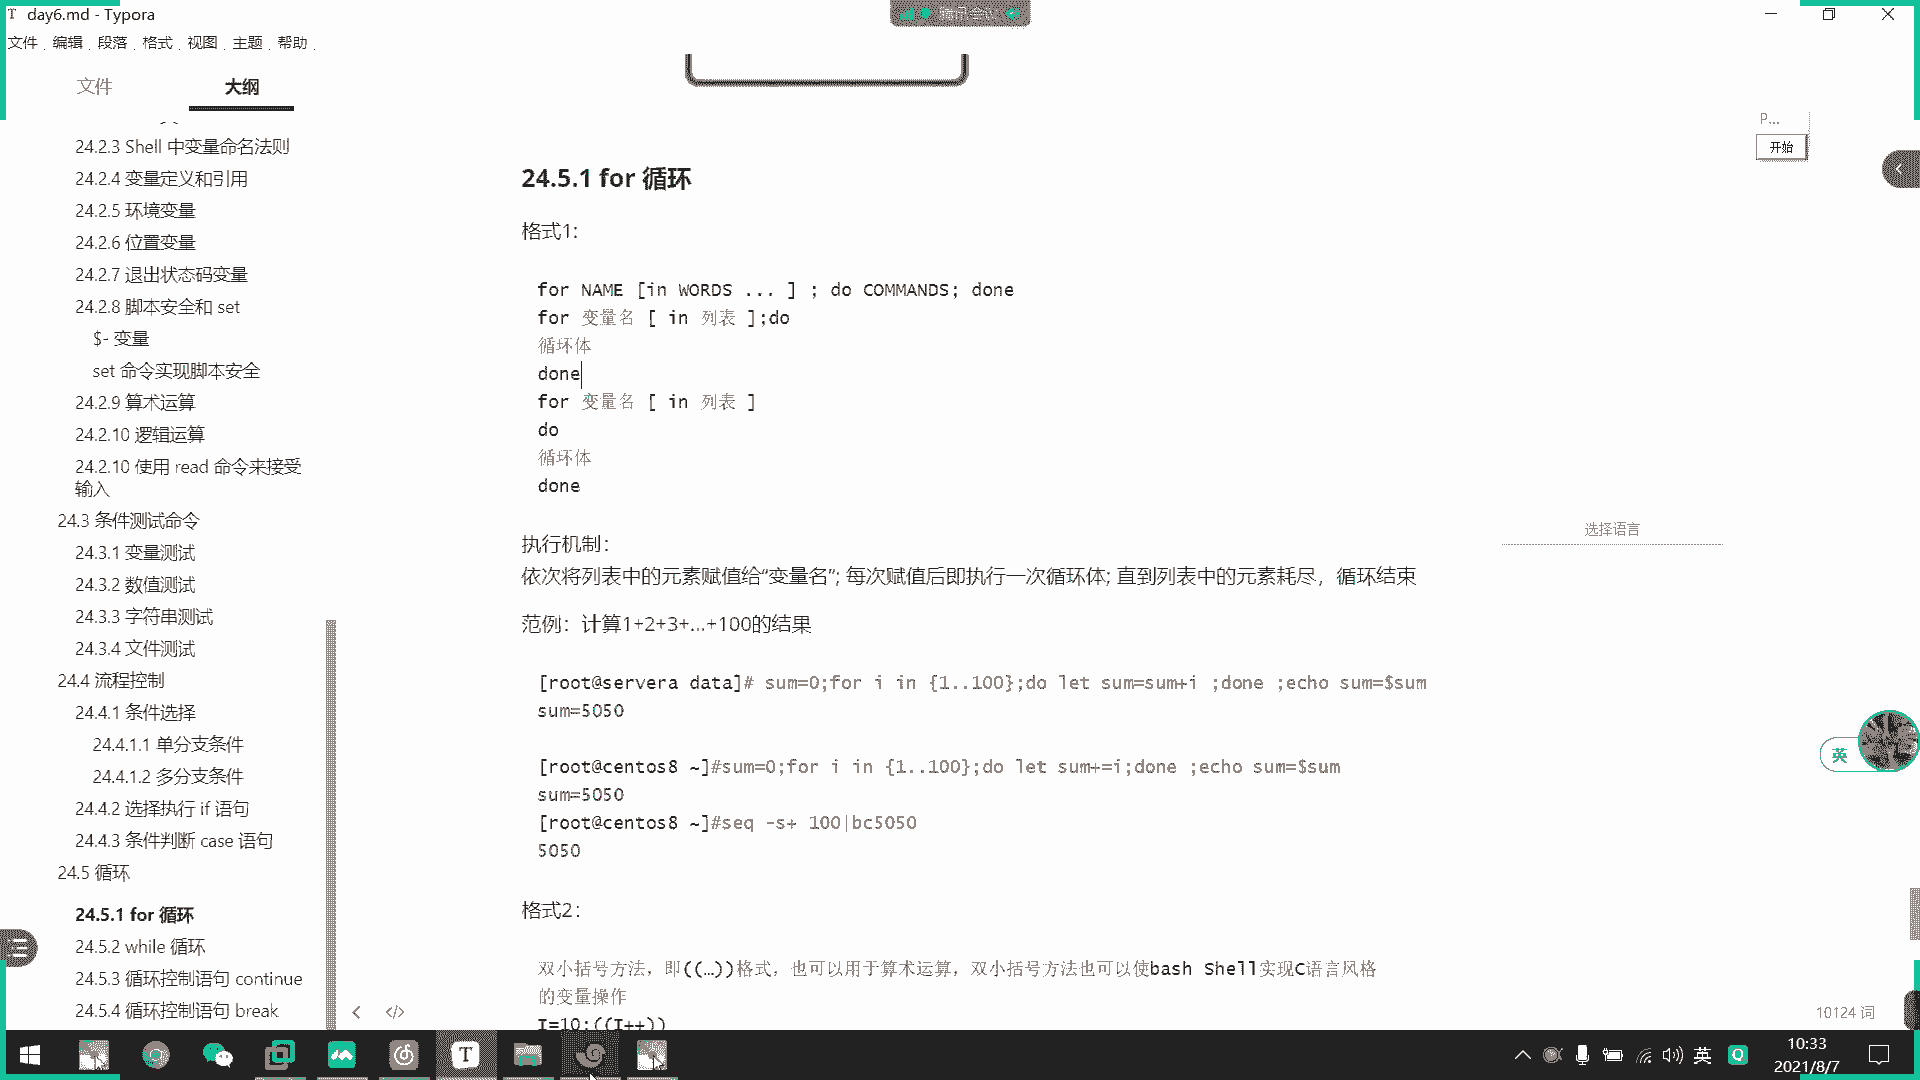 day6.md - Typora
腾讯会议
文件 编辑 段落 格式 视图 主题 帮助
文件
大纲
24.2.3 Shell 中变量命名法则
24.2.4 变量定义和引用
24.2.5 环境变量
24.2.6 位置变量
24.2.7 退出状态码变量
24.2.8 脚本安全和 set
$- 变量
set 命令实现脚本安全
24.2.9 算术运算
24.2.10 逻辑运算
24.2.10 使用 read 命令来接受
输入
24.3 条件测试命令
24.3.1 变量测试
24.3.2 数值测试
24.3.3 字符串测试
24.3.4 文件测试
24.4 流程控制
24.4.1 条件选择
24.4.1.1 单分支条件
24.4.1.2 多分支条件
24.4.2 选择执行 if 语句
24.4.3 条件判断 case 语句
24.5 循环
24.5.1 for 循环
24.5.2 while 循环
24.5.3 循环控制语句 continue
24.5.4 循环控制语句 break
P...
开始
24.5.1 for 循环
格式1:
for NAME [in WORDS ... ] ; do COMMANDS; done
for 变量名 [ in 列表 ];do
循环体
done
for 变量名 [ in 列表 ]
do
循环体
done
选择语言
执行机制：
依次将列表中的元素赋值给“变量名”; 每次赋值后即执行一次循环体; 直到列表中的元素耗尽，循环结束
范例：计算1+2+3+...+100的结果
[root@servera data]# sum=0;for i in {1..100};do let sum=sum+i ;done ;echo sum=$sum
sum=5050
[root@centos8 ~]#sum=0;for i in {1..100};do let sum+=i;done ;echo sum=$sum
sum=5050
[root@centos8 ~]#seq -s+ 100|bc5050
5050
格式2：
双小括号方法，即((…))格式，也可以用于算术运算，双小括号方法也可以使bash Shell实现C语言风格
的变量操作
I=10;((I++))
英
10124 词
英
10:33
2021/8/7